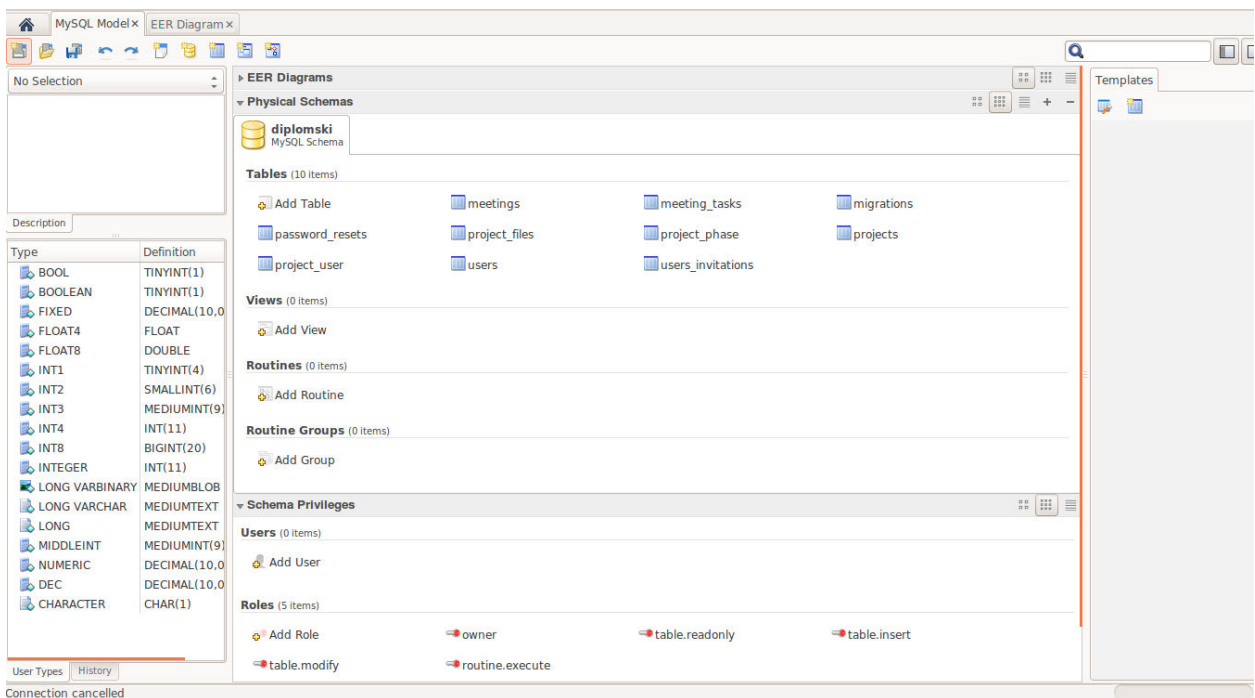 MySQL Model×
EER Diagram×
No Selection
Description
Type Definition
BOOL TINYINT(1)
BOOLEAN TINYINT(1)
FIXED DECIMAL(10,0
FLOAT4 FLOAT
FLOAT8 DOUBLE
INT1 TINYINT(4)
INT2 SMALLINT(6)
INT3 MEDIUMINT(9)
INT4 INT(11)
INT8 BIGINT(20)
INTEGER INT(11)
LONG VARBINARY MEDIUMBLOB
LONG VARCHAR MEDIUMTEXT
LONG MEDIUMTEXT
MIDDLEINT MEDIUMINT(9)
NUMERIC DECIMAL(10,0
DEC DECIMAL(10,0
CHARACTER CHAR(1)
User Types History
EER Diagrams
Physical Schemas
diplomski
MySQL Schema
Tables (10 items)
Add Table meetings meeting_tasks migrations
password_resets project_files project_phase projects
project_user users users_invitations
Views (0 items)
Add View
Routines (0 items)
Add Routine
Routine Groups (0 items)
Add Group
Schema Privileges
Users (0 items)
Add User
Roles (5 items)
Add Role owner table.readonly table.insert
table.modify routine.execute
Templates
Connection cancelled